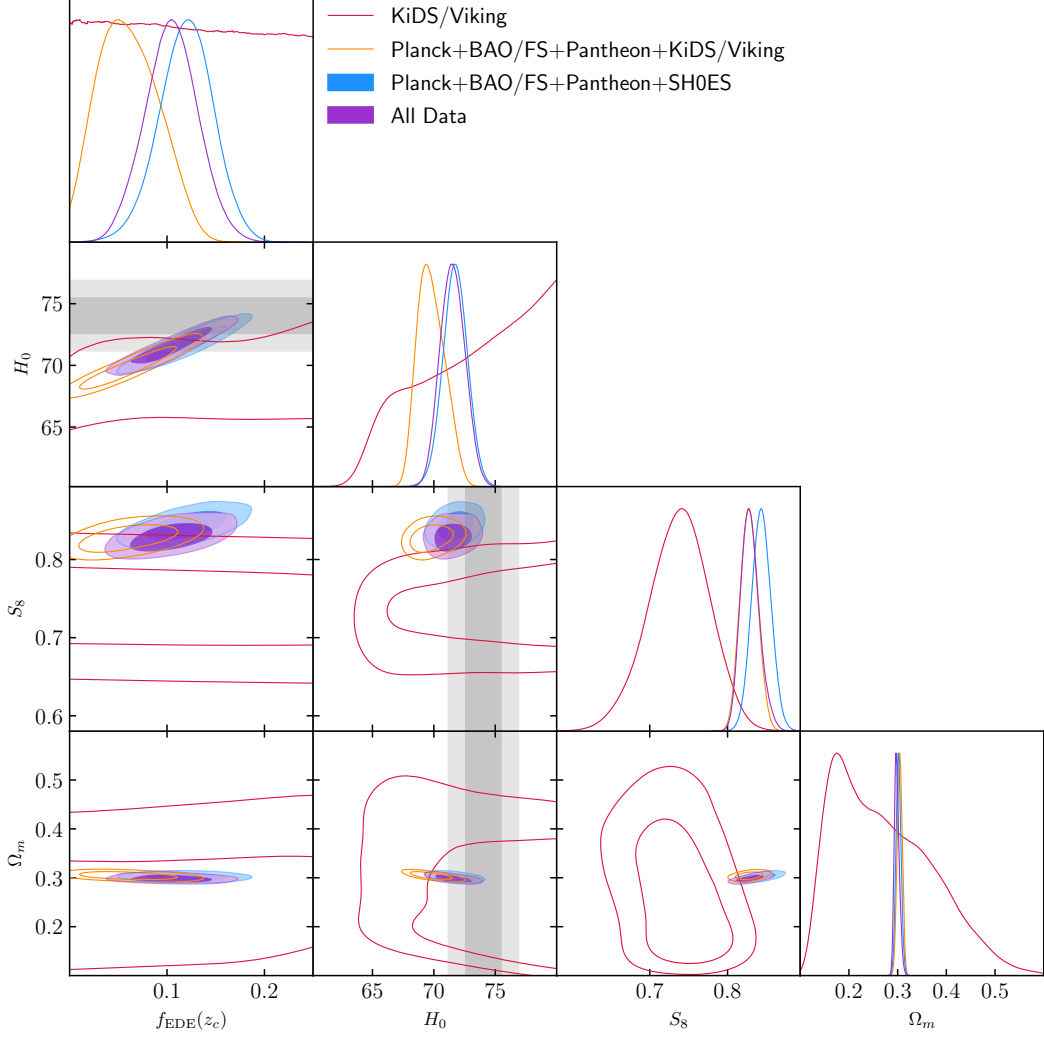 KiDS/Viking
Planck+BAO/FS+Pantheon+KiDS/Viking
Planck+BAO/FS+Pantheon+SH0ES
All Data
75
70
65
H₀
0.8
0.7
0.6
S₈
0.5
0.4
0.3
0.2
Ωₘ
0.1 0.2 65 70 75 0.7 0.8 0.2 0.3 0.4 0.5
f_EDE(z_c) H₀ S₈ Ωₘ